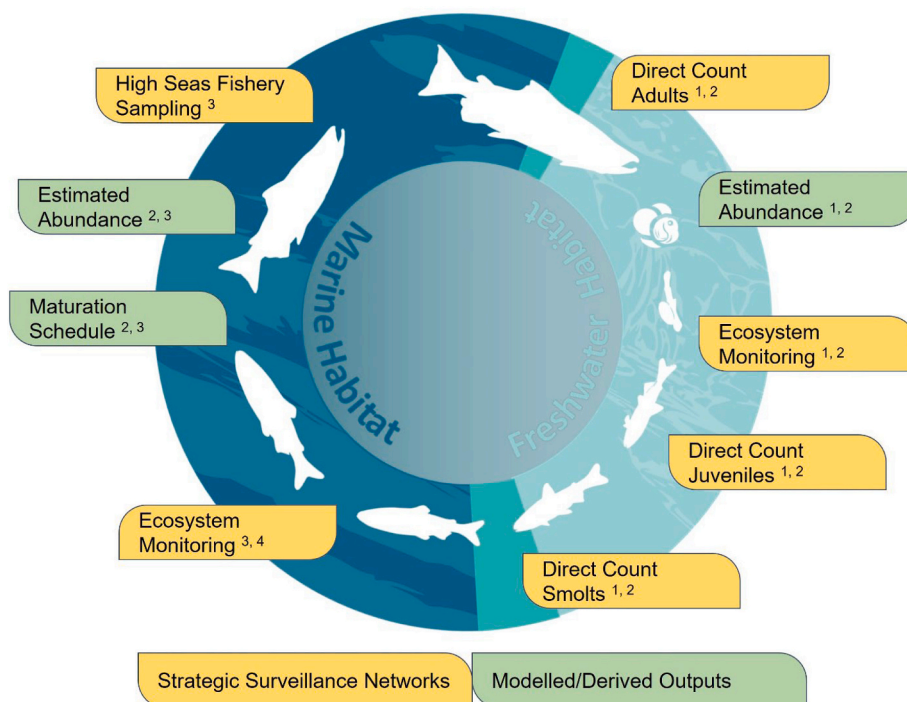 High Seas Fishery
Sampling 3
Direct Count
Adults 1, 2
Estimated
Abundance 2, 3
Estimated
Abundance 1, 2
Maturation
Schedule 2, 3
Marine Habitat
Freshwater Habitat
Ecosystem
Monitoring 1, 2
Direct Count
Juveniles 1, 2
Ecosystem
Monitoring 3, 4
Direct Count
Smolts 1, 2
Strategic Surveillance Networks
Modelled/Derived Outputs